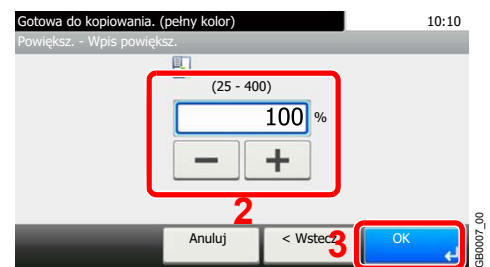 Gotowa do kopiowania. (pełny kolor) 10:10
Powiększ. - Wpis powiększ.
(25 - 400)
100 %
2
Anuluj < Wstecz 3 OK
GB0007_00